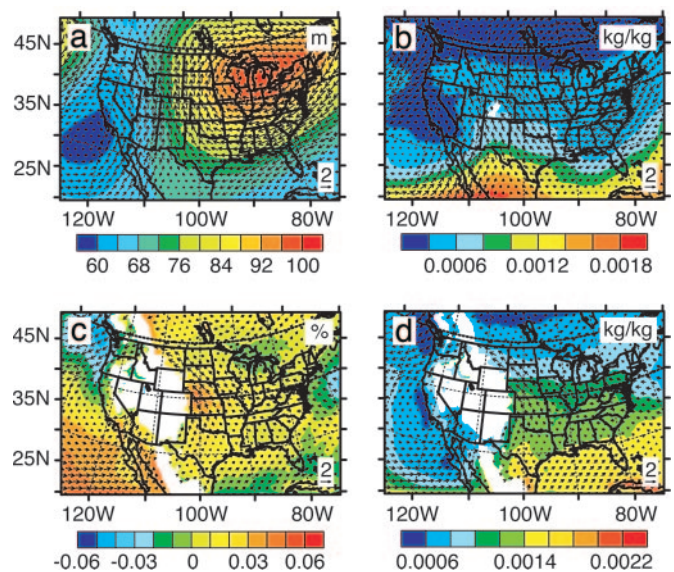 a m b kg/kg
45N
35N
25N
2 2
120W 100W 80W 120W 100W 80W
60 68 76 84 92 100 0.0006 0.0012 0.0018
c % d kg/kg
45N
35N
25N
2 2
120W 100W 80W 120W 100W 80W
-0.06 -0.03 0 0.03 0.06 0.0006 0.0014 0.0022